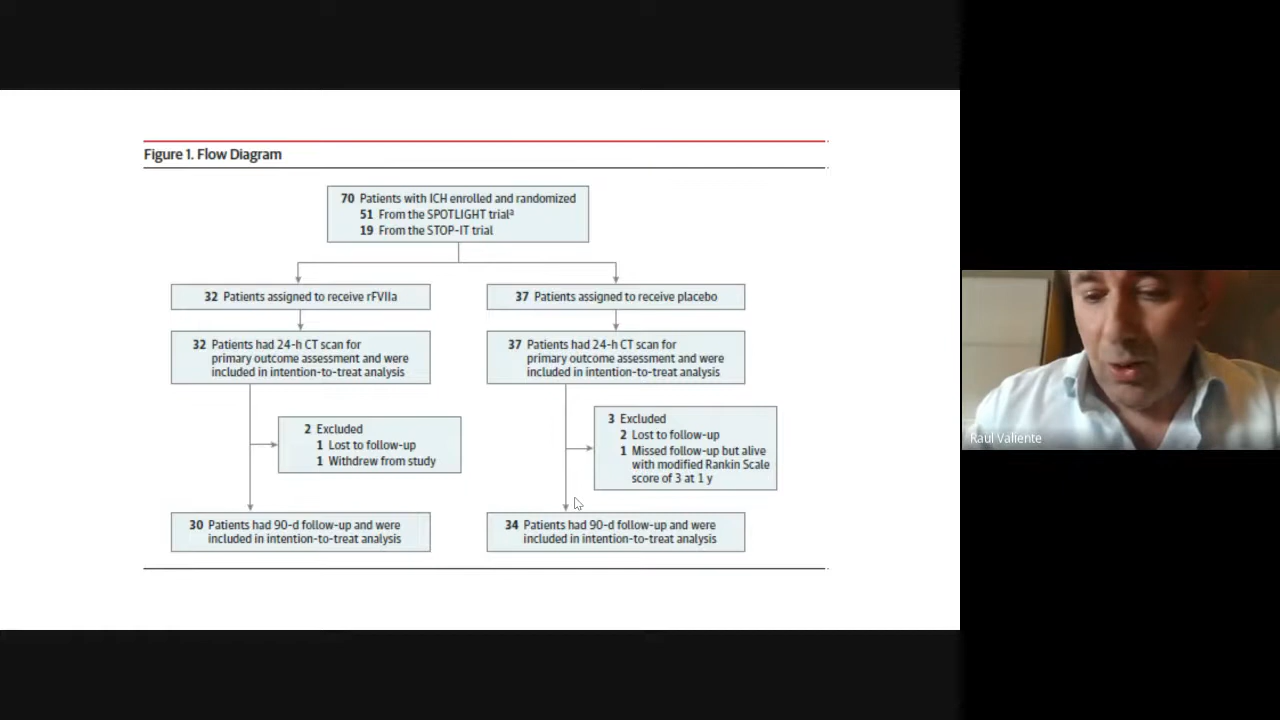 Figure 1. Flow Diagram
70 Patients with ICH enrolled and randomized
51 From the SPOTLIGHT trialª
19 From the STOP-IT trial
32 Patients assigned to receive rFVIIa
37 Patients assigned to receive placebo
32 Patients had 24-h CT scan for
primary outcome assessment and were
included in intention-to-treat analysis
37 Patients had 24-h CT scan for
primary outcome assessment and were
included in intention-to-treat analysis
2 Excluded
1 Lost to follow-up
1 Withdrew from study
3 Excluded
2 Lost to follow-up
1 Missed follow-up but alive
with modified Rankin Scale
score of 3 at 1 y
30 Patients had 90-d follow-up and were
included in intention-to-treat analysis
34 Patients had 90-d follow-up and were
included in intention-to-treat analysis
Raul Valiente